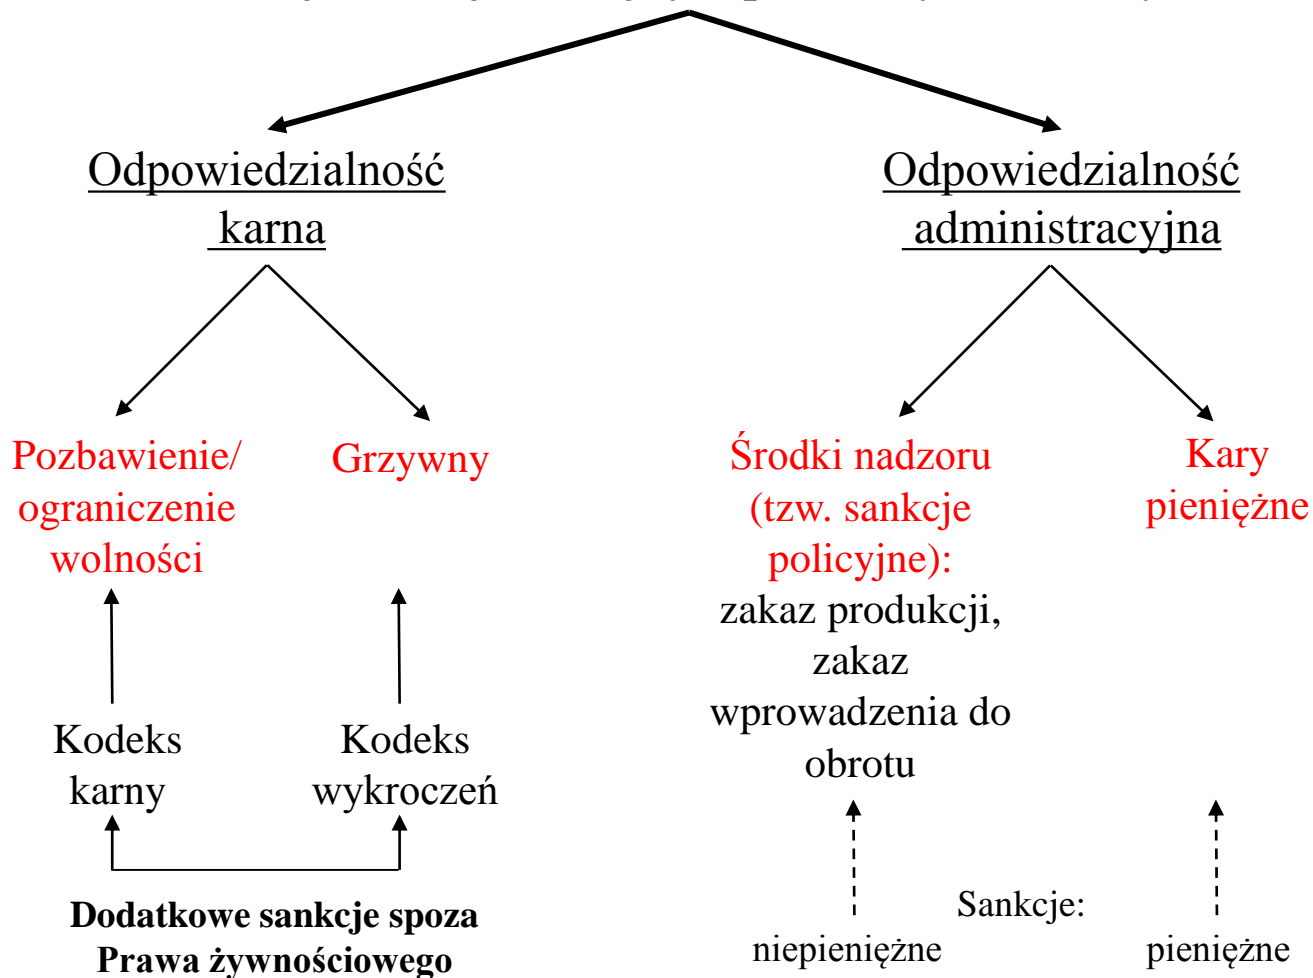 Odpowiedzialność
karna
Odpowiedzialność
administracyjna
Pozbawienie/
ograniczenie
wolności
Grzywny
Środki nadzoru
(tzw. sankcje
policyjne):
zakaz produkcji,
zakaz
wprowadzenia do
obrotu
Kary
pieniężne
Kodeks
karny
Kodeks
wykroczeń
Dodatkowe sankcje spoza
Prawa żywnościowego
Sankcje:
niepieniężne
pieniężne